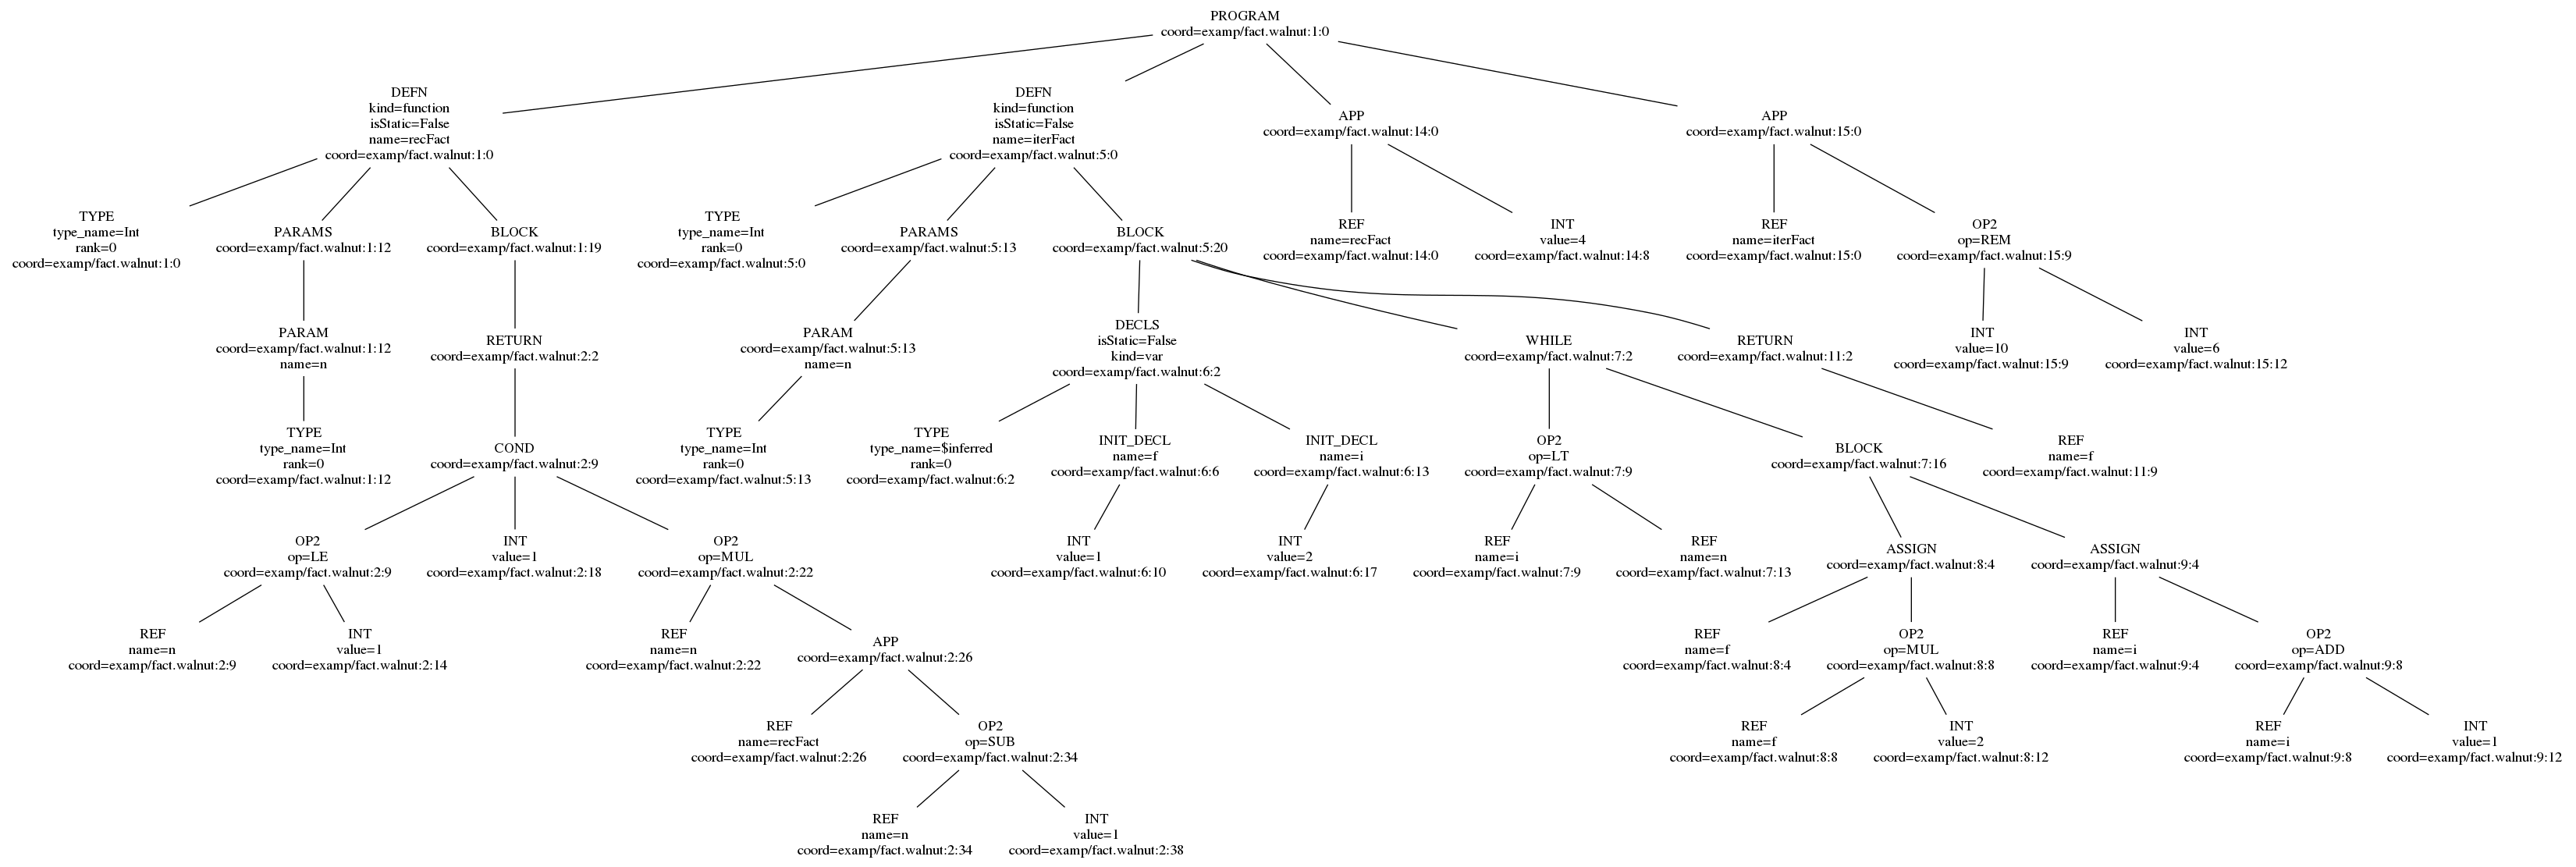 PROGRAM
coord=examp/fact.walnut:1:0
DEFN
kind=function
isStatic=False
name=recFact
coord=examp/fact.walnut:1:0
DEFN
kind=function
isStatic=False
name=iterFact
coord=examp/fact.walnut:5:0
APP
coord=examp/fact.walnut:14:0
APP
coord=examp/fact.walnut:15:0
TYPE
type_name=Int
rank=0
coord=examp/fact.walnut:1:0
PARAMS
coord=examp/fact.walnut:1:12
BLOCK
coord=examp/fact.walnut:1:19
TYPE
type_name=Int
rank=0
coord=examp/fact.walnut:5:0
PARAMS
coord=examp/fact.walnut:5:13
BLOCK
coord=examp/fact.walnut:5:20
REF
name=recFact
coord=examp/fact.walnut:14:0
INT
value=4
coord=examp/fact.walnut:14:8
REF
name=iterFact
coord=examp/fact.walnut:15:0
OP2
op=REM
coord=examp/fact.walnut:15:9
PARAM
coord=examp/fact.walnut:1:12
name=n
RETURN
coord=examp/fact.walnut:2:2
PARAM
coord=examp/fact.walnut:5:13
name=n
DECLS
isStatic=False
kind=var
coord=examp/fact.walnut:6:2
WHILE
coord=examp/fact.walnut:7:2
RETURN
coord=examp/fact.walnut:11:2
INT
value=10
coord=examp/fact.walnut:15:9
INT
value=6
coord=examp/fact.walnut:15:12
TYPE
type_name=Int
rank=0
coord=examp/fact.walnut:1:12
COND
coord=examp/fact.walnut:2:9
TYPE
type_name=Int
rank=0
coord=examp/fact.walnut:5:13
TYPE
type_name=$inferred
rank=0
coord=examp/fact.walnut:6:2
INIT_DECL
name=f
coord=examp/fact.walnut:6:6
INIT_DECL
name=i
coord=examp/fact.walnut:6:13
OP2
op=LT
coord=examp/fact.walnut:7:9
BLOCK
coord=examp/fact.walnut:7:16
REF
name=f
coord=examp/fact.walnut:11:9
OP2
op=LE
coord=examp/fact.walnut:2:9
INT
value=1
coord=examp/fact.walnut:2:18
OP2
op=MUL
coord=examp/fact.walnut:2:22
INT
value=1
coord=examp/fact.walnut:6:10
INT
value=2
coord=examp/fact.walnut:6:17
REF
name=i
coord=examp/fact.walnut:7:9
REF
name=n
coord=examp/fact.walnut:7:13
ASSIGN
coord=examp/fact.walnut:8:4
ASSIGN
coord=examp/fact.walnut:9:4
REF
name=n
coord=examp/fact.walnut:2:9
INT
value=1
coord=examp/fact.walnut:2:14
REF
name=n
coord=examp/fact.walnut:2:22
APP
coord=examp/fact.walnut:2:26
REF
name=f
coord=examp/fact.walnut:8:4
OP2
op=MUL
coord=examp/fact.walnut:8:8
REF
name=i
coord=examp/fact.walnut:9:4
OP2
op=ADD
coord=examp/fact.walnut:9:8
REF
name=recFact
coord=examp/fact.walnut:2:26
OP2
op=SUB
coord=examp/fact.walnut:2:34
REF
name=f
coord=examp/fact.walnut:8:8
INT
value=2
coord=examp/fact.walnut:8:12
REF
name=i
coord=examp/fact.walnut:9:8
INT
value=1
coord=examp/fact.walnut:9:12
REF
name=n
coord=examp/fact.walnut:2:34
INT
value=1
coord=examp/fact.walnut:2:38